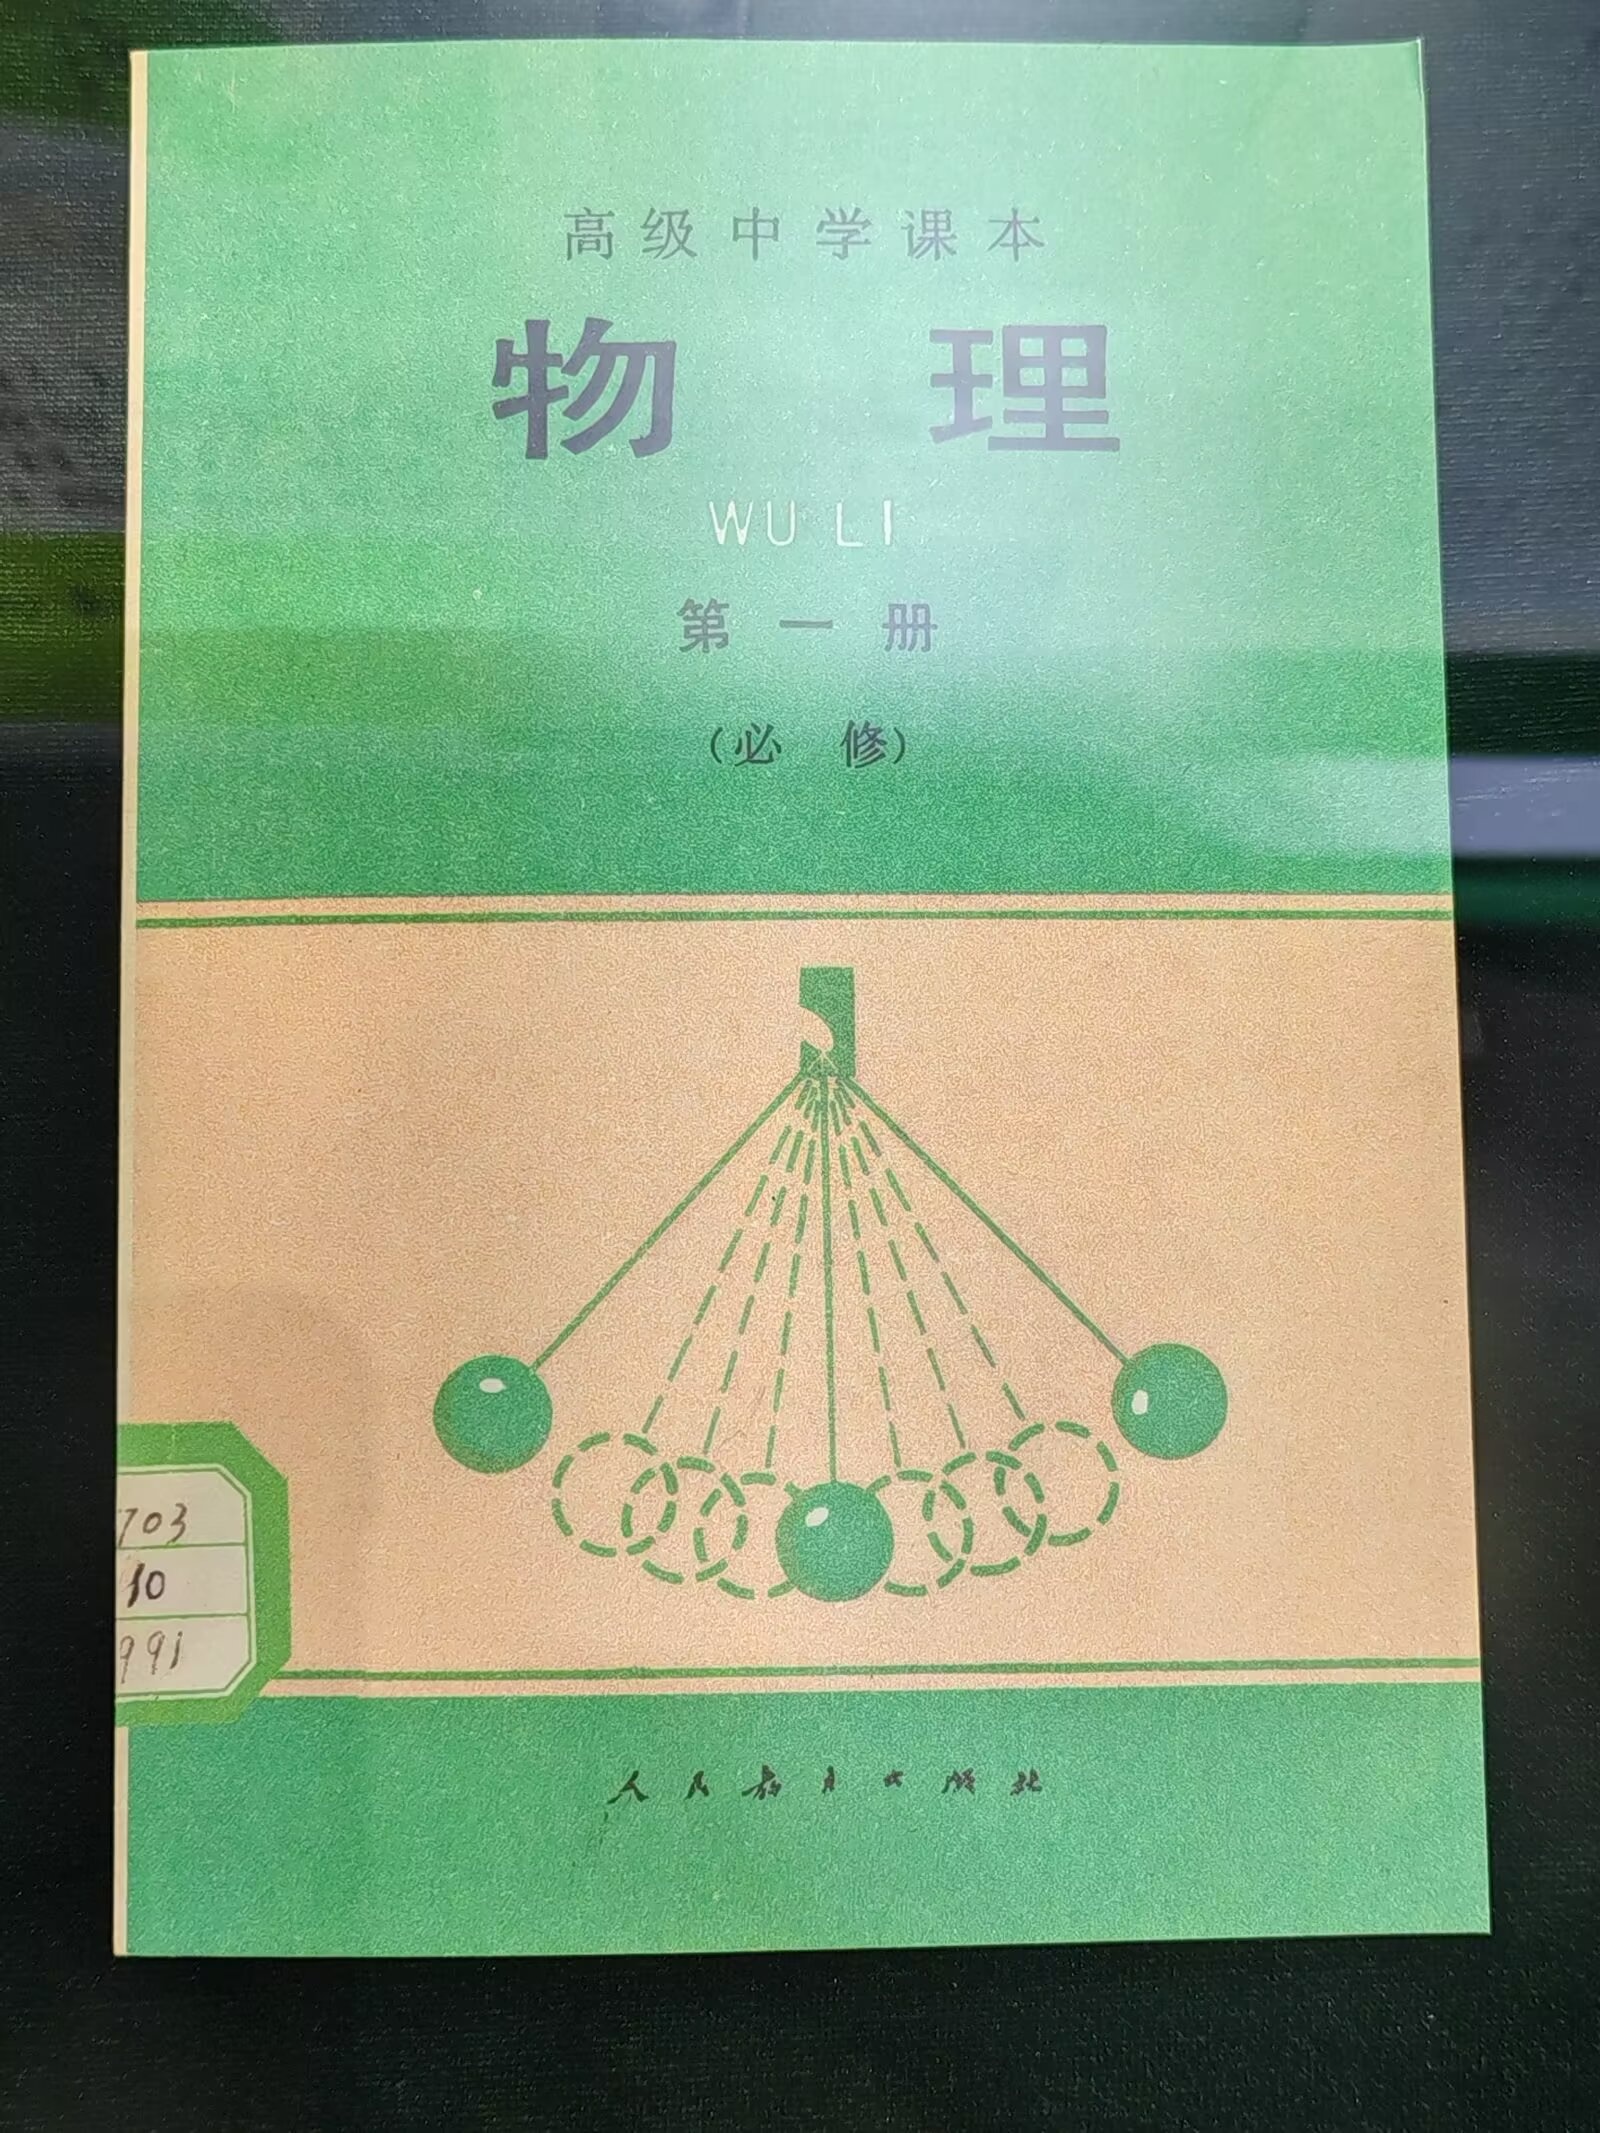 高级中学课本
物理
WU LI
第一册
（必修）
703
10
991
人民教育出版社